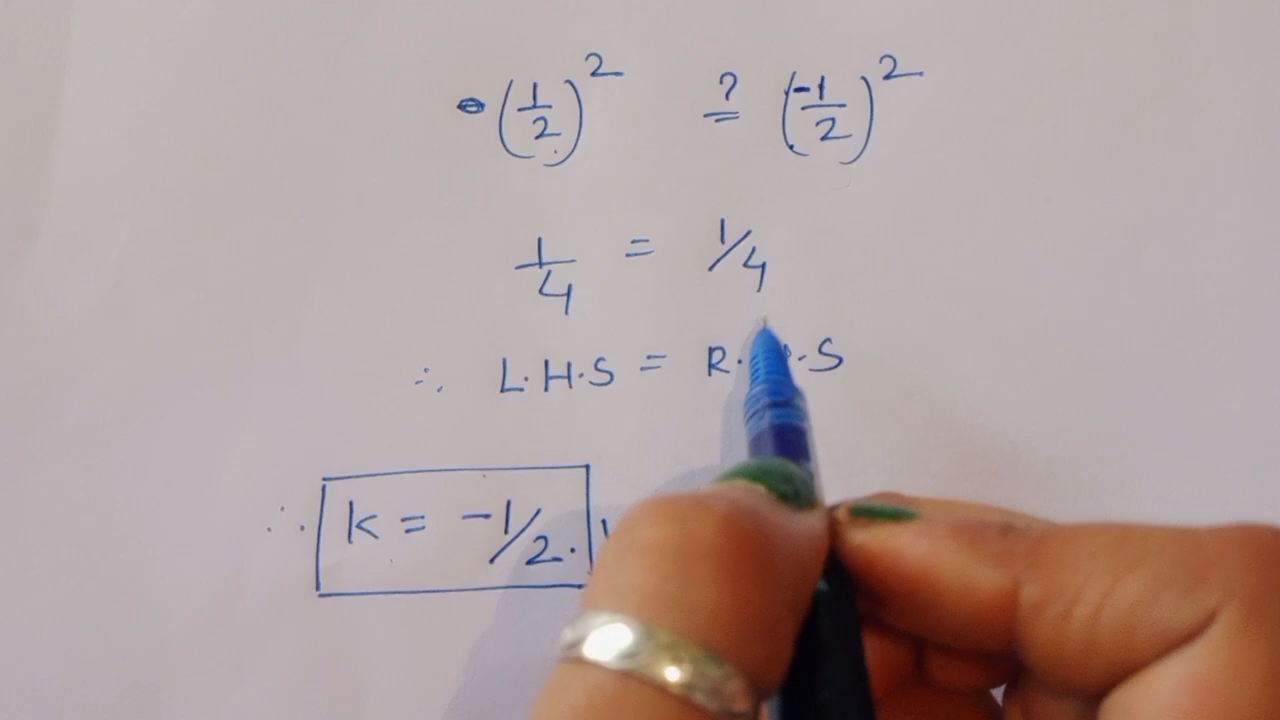 (1/2)² ≟ (-1/2)²
1/4 = 1/4
∴ L.H.S = R.H.S
∴ k = -1/2.